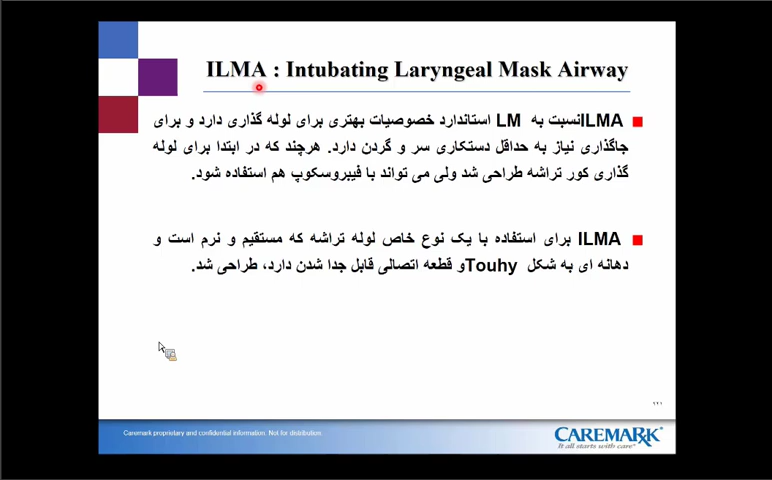 ILMA : Intubating Laryngeal Mask Airway
ILMAنسبت به LM استاندارد خصوصیات بهتری برای لوله گذاری دارد و برای
جاگذاری نیاز به حداقل دستکاری سر و گردن دارد. هرچند که در ابتدا برای لوله
گذاری کور تراشه طراحی شد ولی می تواند با فیبروسکوپ هم استفاده شود.
ILMA برای استفاده با یک نوع خاص لوله تراشه که مستقیم و نرم است و
دهانه ای به شکل Touhyو قطعه اتصالی قابل جدا شدن دارد، طراحی شد.
١٢١
Caremark proprietary and confidential information. Not for distribution.
CAREMARK
It all starts with care